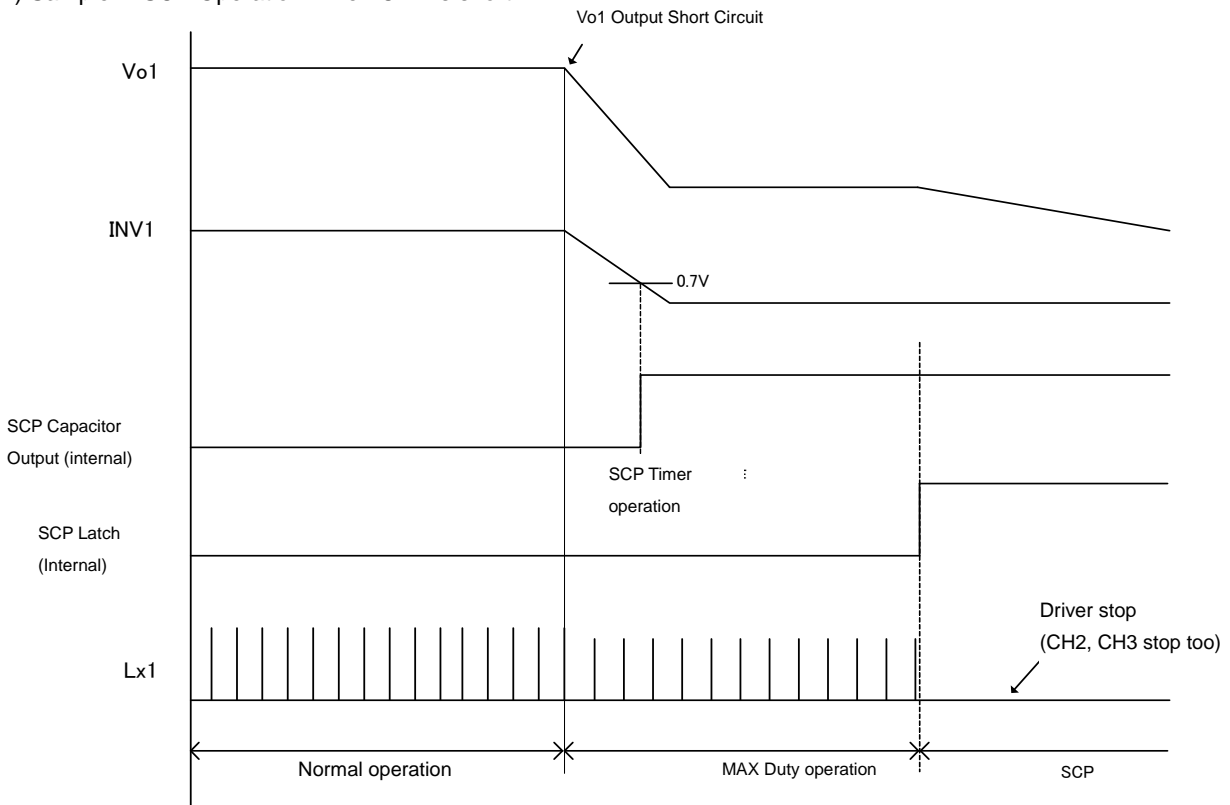 Vo1 Output Short Circuit
Vo1
INV1
0.7V
SCP Capacitor
Output (internal)
SCP Timer
operation
SCP Latch
(Internal)
Driver stop
(CH2, CH3 stop too)
Lx1
Normal operation
MAX Duty operation
SCP